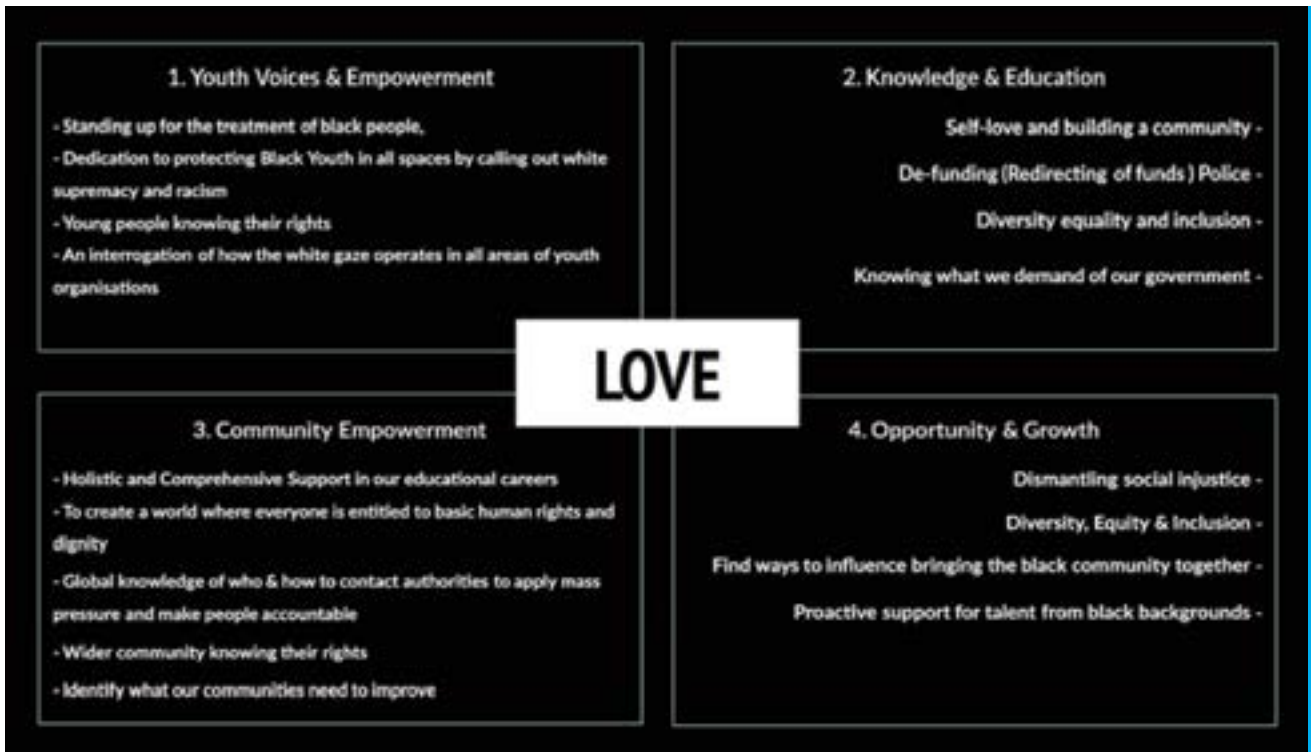 1. Youth Voices & Empowerment
- Standing up for the treatment of black people,
- Dedication to protecting Black Youth in all spaces by calling out white
supremacy and racism
- Young people knowing their rights
- An interrogation of how the white gaze operates in all areas of youth
organisations
2. Knowledge & Education
Self-love and building a community -
De-funding (Redirecting of funds ) Police -
Diversity equality and inclusion -
Knowing what we demand of our government -
LOVE
3. Community Empowerment
- Holistic and Comprehensive Support in our educational careers
- To create a world where everyone is entitled to basic human rights and
dignity
- Global knowledge of who & how to contact authorities to apply mass
pressure and make people accountable
- Wider community knowing their rights
- Identify what our communities need to improve
4. Opportunity & Growth
Dismantling social injustice -
Diversity, Equity & Inclusion -
Find ways to influence bringing the black community together -
Proactive support for talent from black backgrounds -